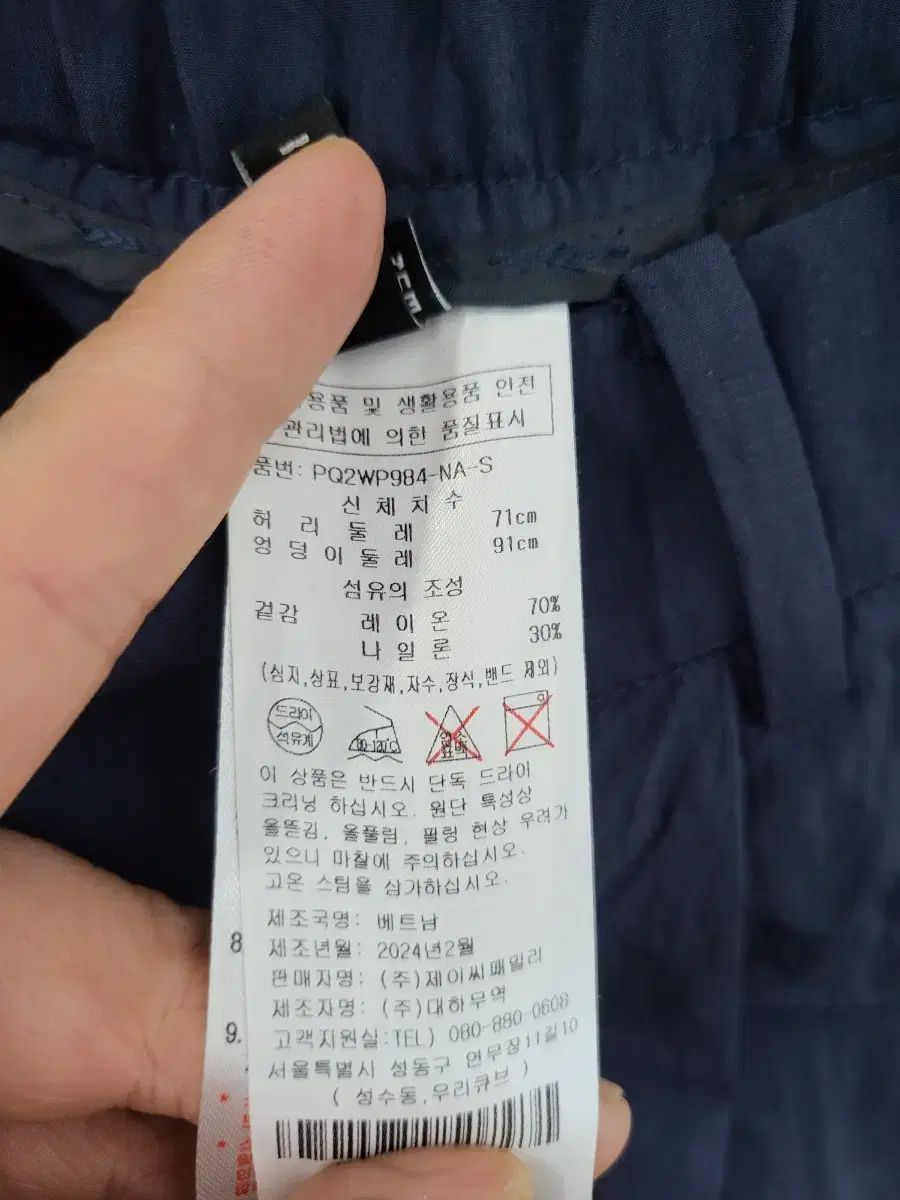 용품 및 생활용품 안전
관리법에 의한 품질표시
품번: PQ2WP984-NA-S
신 체 치 수
허 리 둘 레 71cm
엉 덩 이 둘 레 91cm
섬유의 조성
겉감 레 이 온 70%
나 일 론 30%
(심지,상표,보강재,자수,장식,밴드 제외)
드라이
석유계
80-120℃
이 상품은 반드시 단독 드라이
크리닝 하십시오. 원단 특성상
올뜯김, 올풀림, 필링 현상 우려가
있으니 마찰에 주의하십시오.
고온 스팀을 삼가하십시오.
제조국명: 베트남
제조년월: 2024년2월
판매자명: (주)제이씨패밀리
제조자명: (주)대하무역
고객지원실:TEL) 080-880-0608
서울특별시 성동구 연무장11길10
( 성수동,우리큐브 )
8
9.